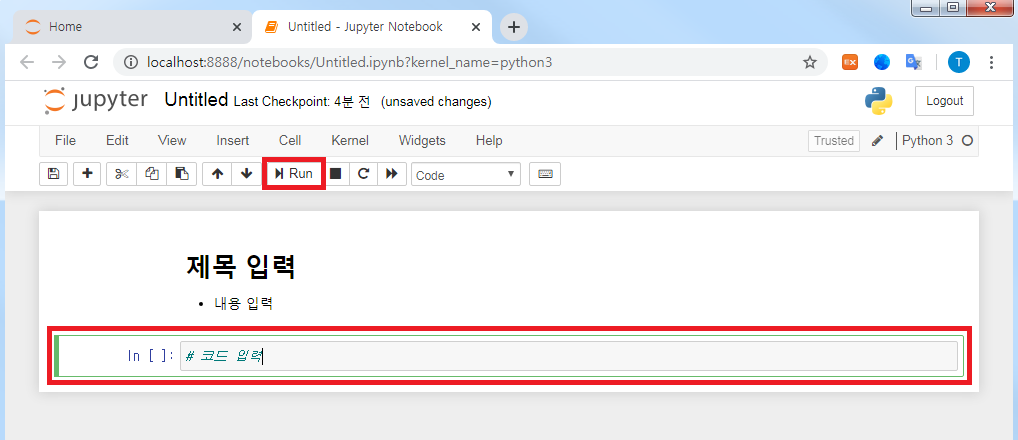 Home
Untitled - Jupyter Notebook
localhost:8888/notebooks/Untitled.ipynb?kernel_name=python3
EX
T
jupyter Untitled Last Checkpoint: 4분 전 (unsaved changes)
Logout
File Edit View Insert Cell Kernel Widgets Help
Trusted
Python 3
Run
Code
제목 입력
• 내용 입력
In [ ]: # 코드 입력